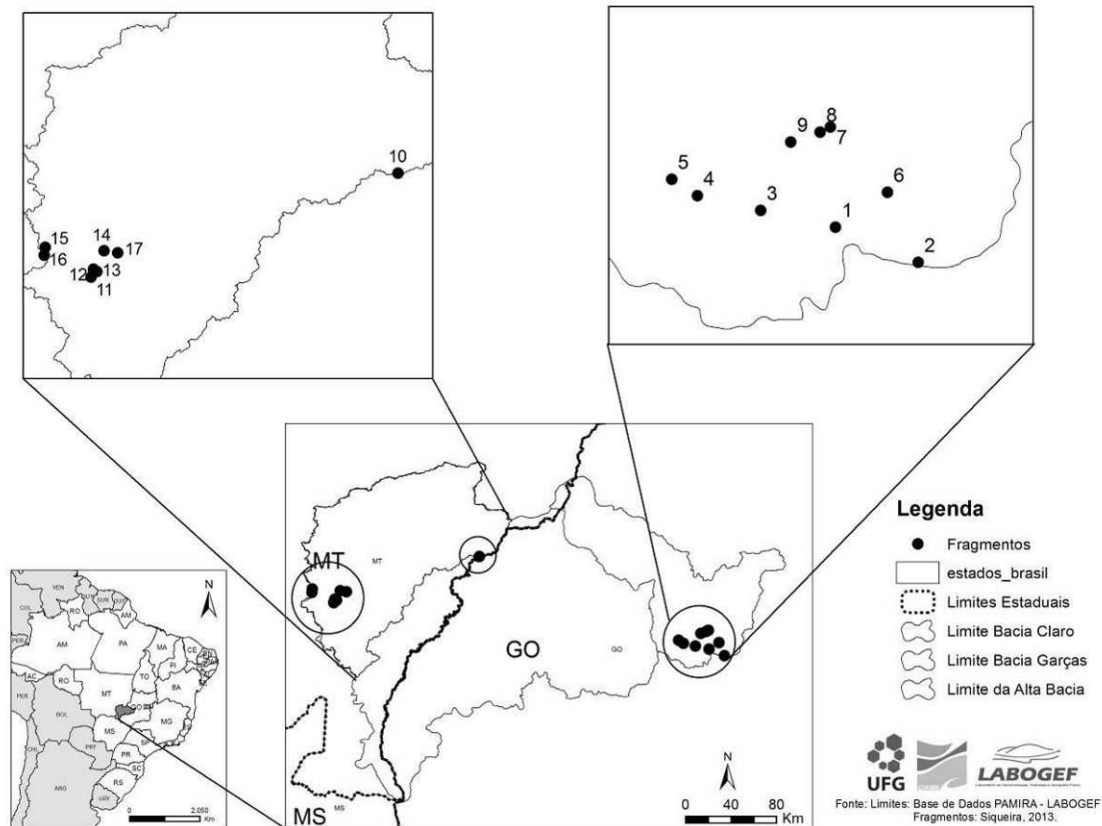 10
15
14
17
16
12
13
11
8
9
7
5
4
6
3
1
2
MT
MT
GO
GO
MS
MS
N
0 40 80
Km
N
VEN
COL
RO
AM
AM
PA
MA
CE
PER
PI
AC
RO
TO
BA
MT
PER
BOL
GO
MG
MS
PRY
SP
CHL
PR
SC
ARG
RS
URY
0 2.050
Km
Legenda
Fragmentos
estados_brasil
Limites Estaduais
Limite Bacia Claro
Limite Bacia Garças
Limite da Alta Bacia
UFG
LABOGEF
Fonte: Limites: Base de Dados PAMIRA - LABOGEF
Fragmentos: Siqueira, 2013.